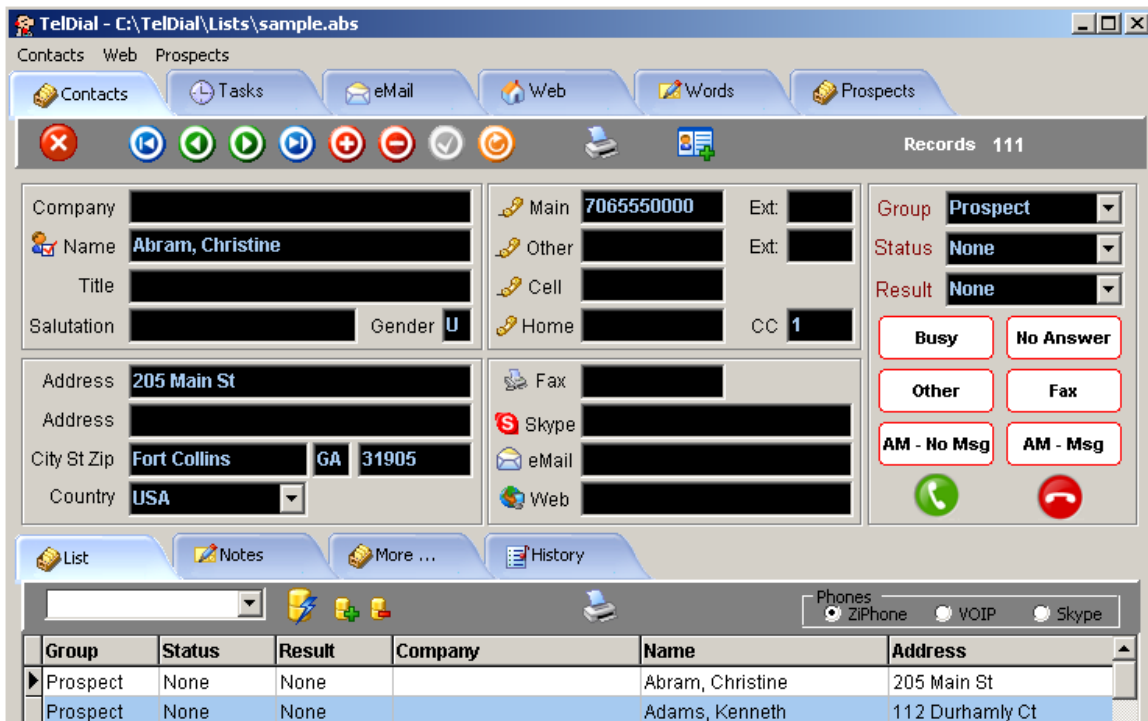 TelDial - C:\TelDial\Lists\sample.abs
Contacts Web Prospects
Contacts Tasks eMail Web Words Prospects
Records 111
Company
Name Abram, Christine
Title
Salutation Gender U
Main 7065550000 Ext:
Other Ext:
Cell
Home CC 1
Group Prospect
Status None
Result None
Busy No Answer
Other Fax
AM - No Msg AM - Msg
Address 205 Main St
Address
City St Zip Fort Collins GA 31905
Country USA
Fax
Skype
eMail
Web
List Notes More ... History
Phones
ZiPhone VOIP Skype
Group Status Result Company Name Address
Prospect None None Abram, Christine 205 Main St
Prospect None None Adams, Kenneth 112 Durhamly Ct